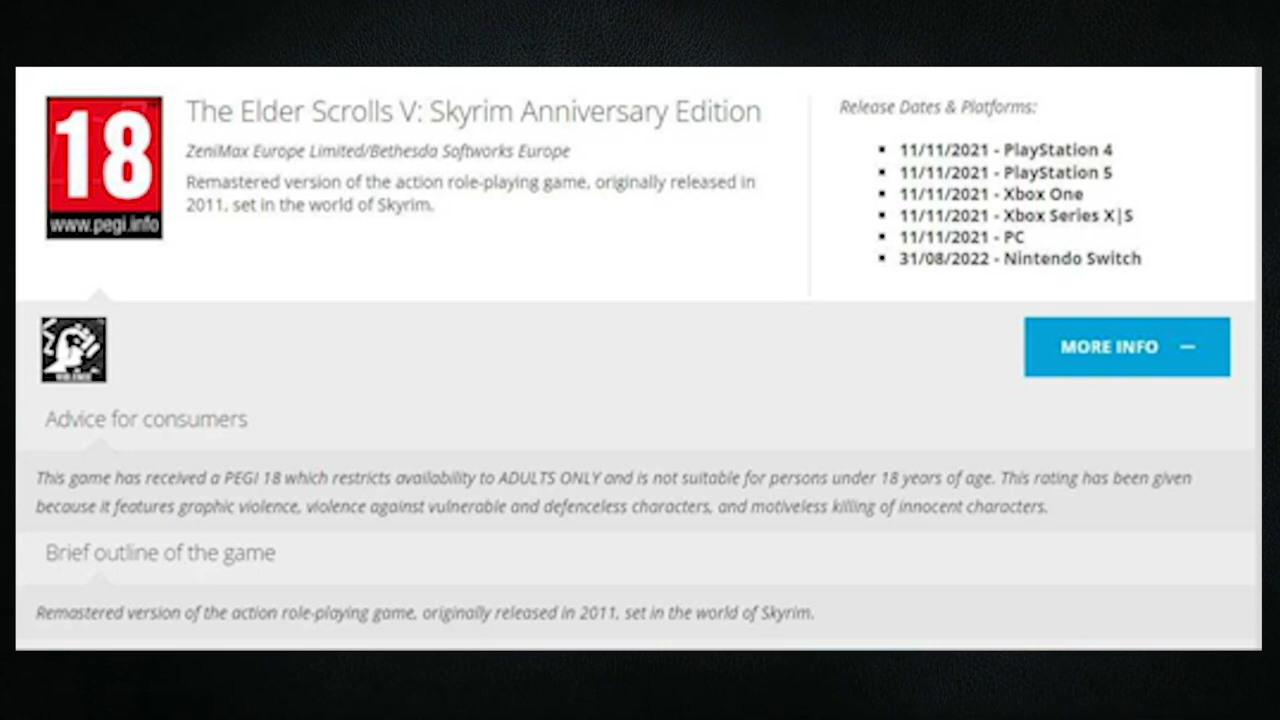 18
www.pegi.info
The Elder Scrolls V: Skyrim Anniversary Edition
ZeniMax Europe Limited/Bethesda Softworks Europe
Remastered version of the action role-playing game, originally released in
2011, set in the world of Skyrim.
Release Dates & Platforms:
11/11/2021 - PlayStation 4
11/11/2021 - PlayStation 5
11/11/2021 - Xbox One
11/11/2021 - Xbox Series X|S
11/11/2021 - PC
31/08/2022 - Nintendo Switch
VIOLENCE
MORE INFO —
Advice for consumers
This game has received a PEGI 18 which restricts availability to ADULTS ONLY and is not suitable for persons under 18 years of age. This rating has been given
because it features graphic violence, violence against vulnerable and defenceless characters, and motiveless killing of innocent characters.
Brief outline of the game
Remastered version of the action role-playing game, originally released in 2011, set in the world of Skyrim.